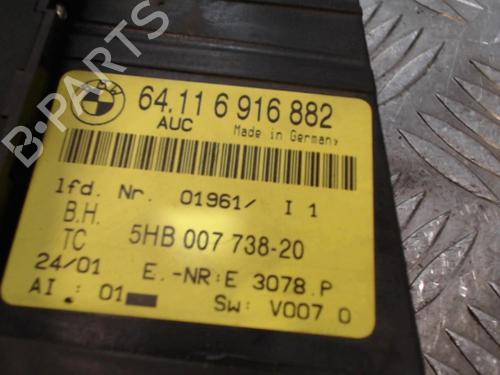 B-PARTS
BMW
64.11 6 916 882
AUC Made in Germany
lfd. Nr. 01961/ I 1
B.H.
TC 5HB 007 738-20
24/01 E.-NR:E 3078.P
AI : 01 SW: V007 0